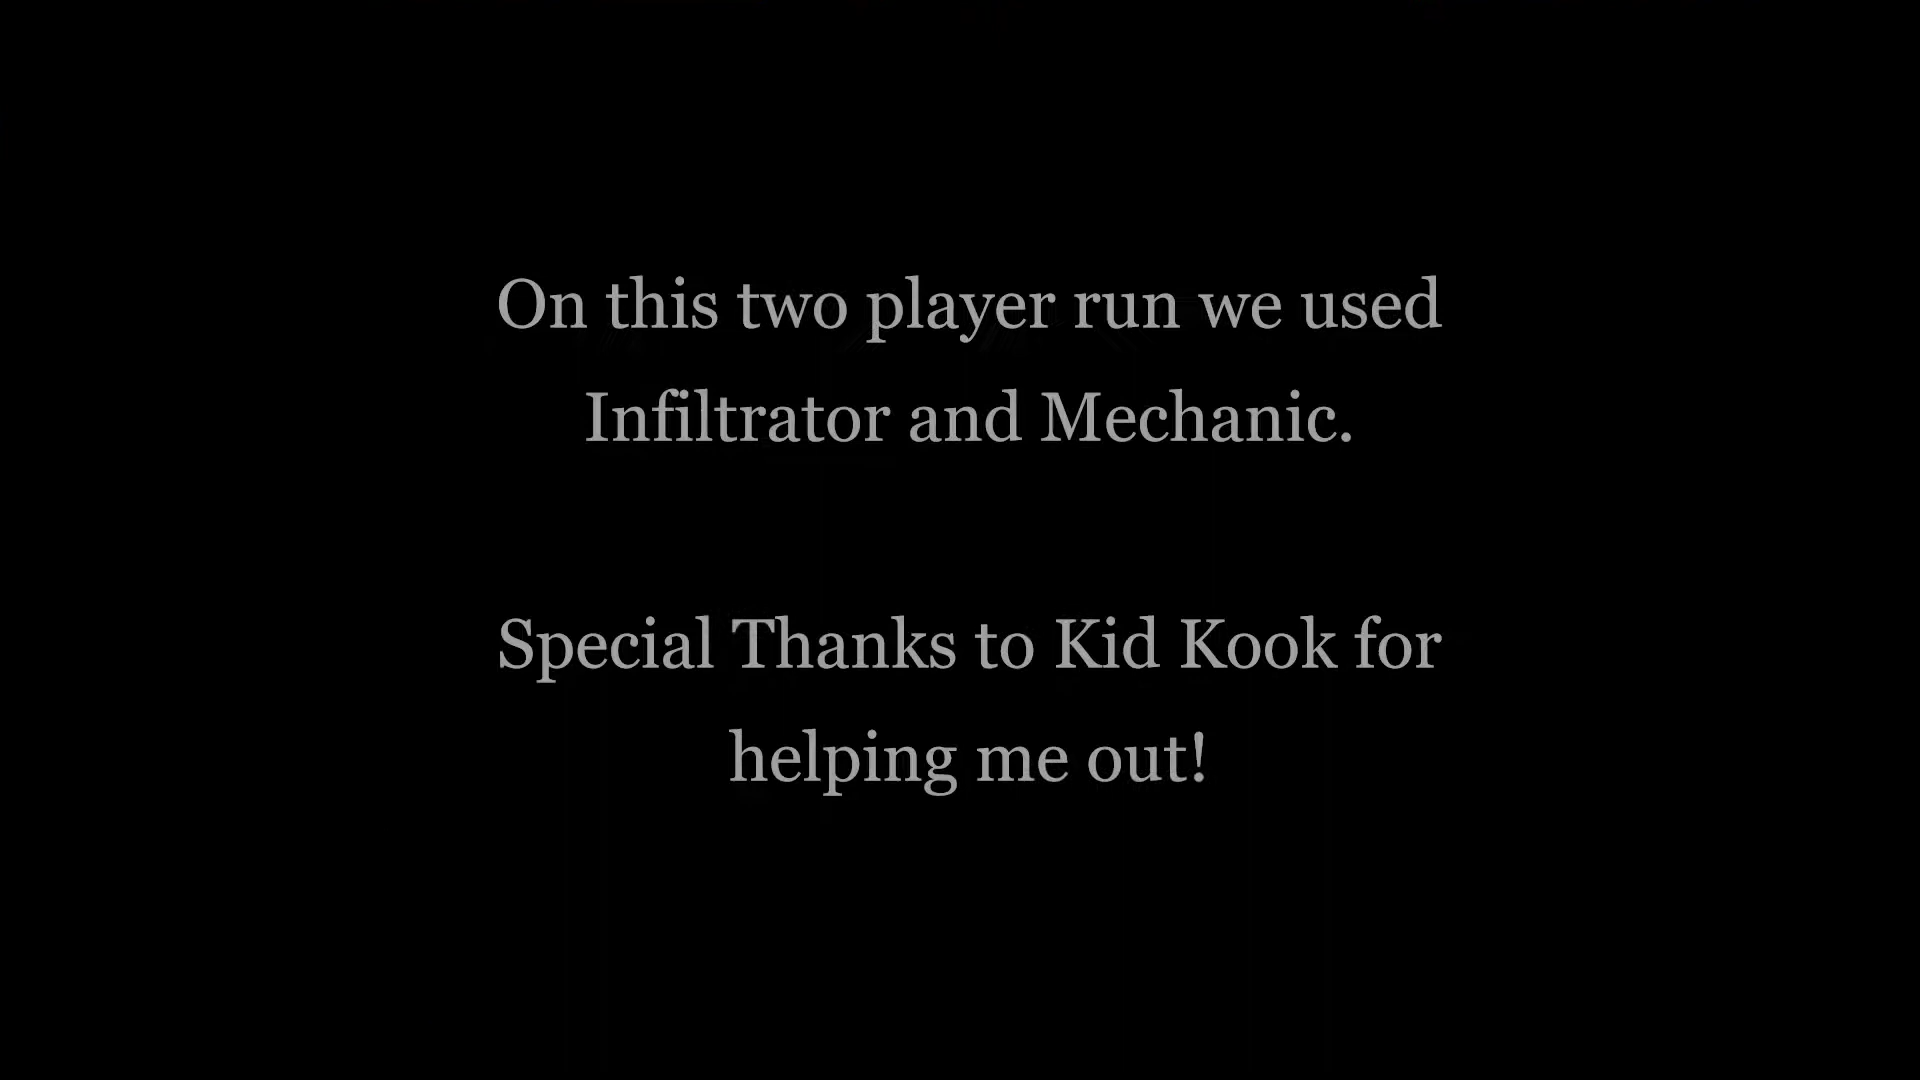 On this two player run we used
Infiltrator and Mechanic.
Special Thanks to Kid Kook for
helping me out!